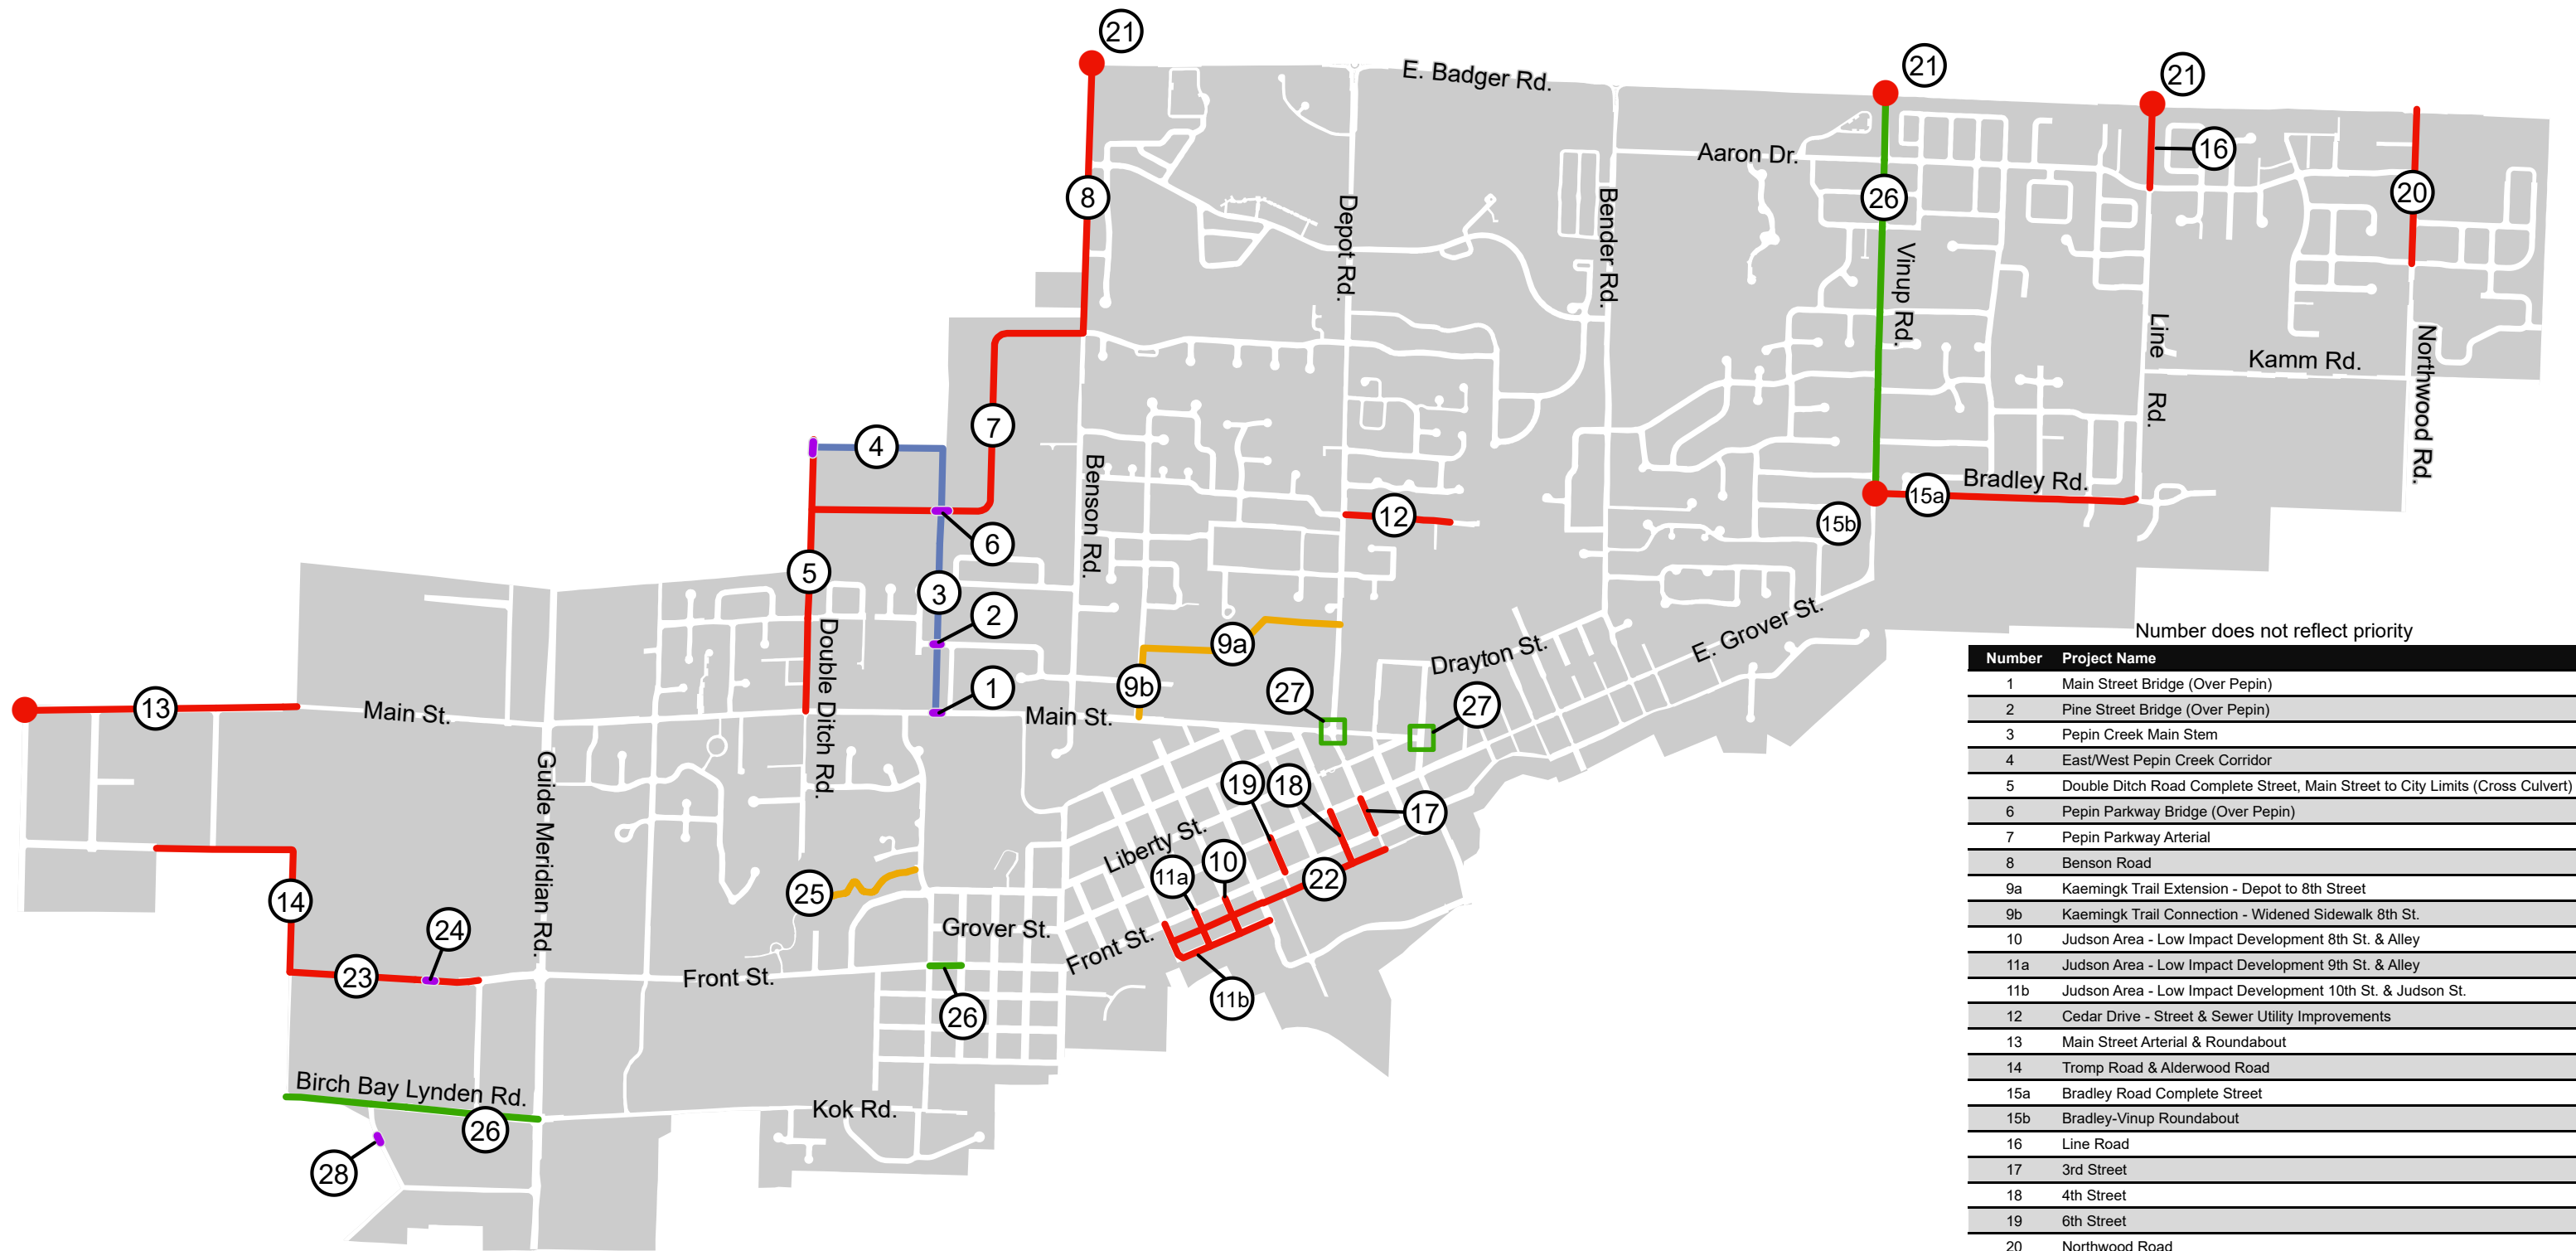 21
E. Badger Rd.
21
21
Aaron Dr.
16
8
26
20
Depot Rd.
Bender Rd.
Vinup Rd.
Line Rd.
Northwood Rd.
Kamm Rd.
4
7
Benson Rd.
Bradley Rd.
15a
15b
12
6
5
3
2
1
Double Ditch Rd.
9a
9b
Drayton St.
E. Grover St.
27
27
13
Main St.
Main St.
Guide Meridian Rd.
19
18
17
Liberty St.
10
11a
22
25
14
24
23
Grover St.
Front St.
Front St.
11b
26
Birch Bay Lynden Rd.
26
Kok Rd.
28
Number does not reflect priority
Number Project Name
1 Main Street Bridge (Over Pepin)
2 Pine Street Bridge (Over Pepin)
3 Pepin Creek Main Stem
4 East/West Pepin Creek Corridor
5 Double Ditch Road Complete Street, Main Street to City Limits (Cross Culvert)
6 Pepin Parkway Bridge (Over Pepin)
7 Pepin Parkway Arterial
8 Benson Road
9a Kaemingk Trail Extension - Depot to 8th Street
9b Kaemingk Trail Connection - Widened Sidewalk 8th St.
10 Judson Area - Low Impact Development 8th St. & Alley
11a Judson Area - Low Impact Development 9th St. & Alley
11b Judson Area - Low Impact Development 10th St. & Judson St.
12 Cedar Drive - Street & Sewer Utility Improvements
13 Main Street Arterial & Roundabout
14 Tromp Road & Alderwood Road
15a Bradley Road Complete Street
15b Bradley-Vinup Roundabout
16 Line Road
17 3rd Street
18 4th Street
19 6th Street
20 Northwood Road